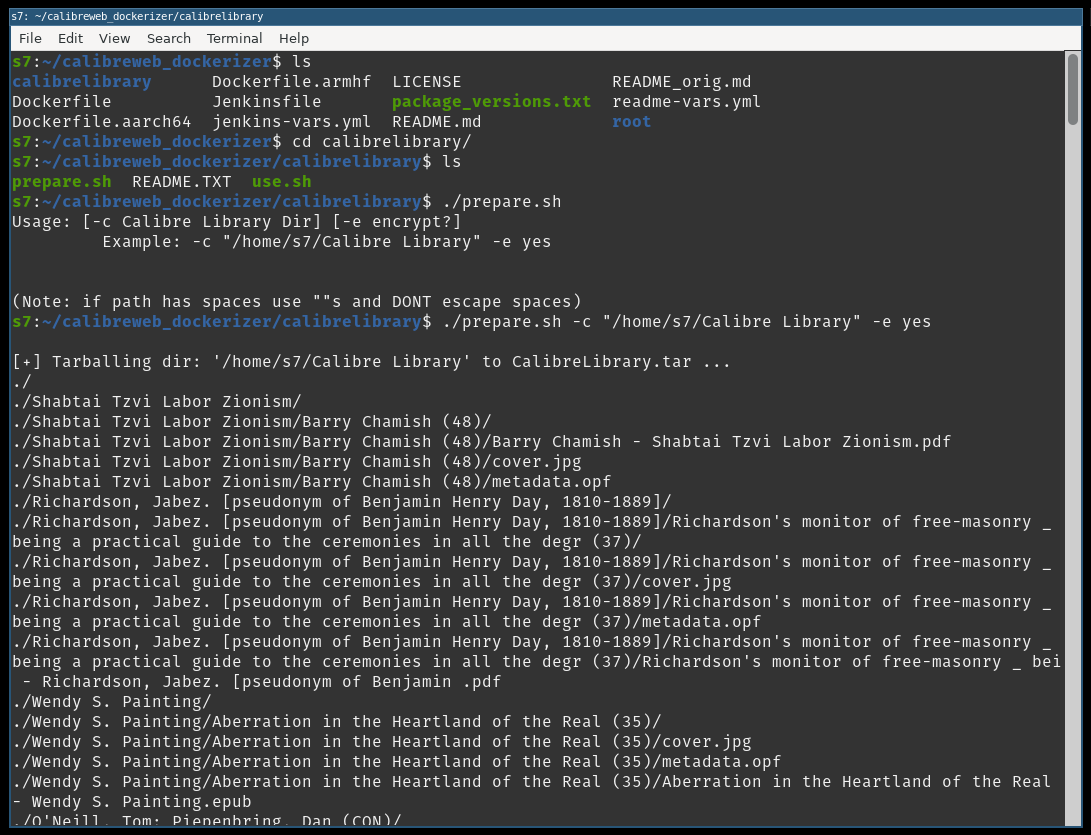 s7: ~/calibreweb_dockerizer/calibrelibrary
File Edit View Search Terminal Help
s7:~/calibreweb_dockerizer$ ls
calibrelibrary      Dockerfile.armhf  LICENSE               README_orig.md
Dockerfile          Jenkinsfile       package_versions.txt  readme-vars.yml
Dockerfile.aarch64  jenkins-vars.yml  README.md             root
s7:~/calibreweb_dockerizer$ cd calibrelibrary/
s7:~/calibreweb_dockerizer/calibrelibrary$ ls
prepare.sh  README.TXT  use.sh
s7:~/calibreweb_dockerizer/calibrelibrary$ ./prepare.sh
Usage: [-c Calibre Library Dir] [-e encrypt?]
         Example: -c "/home/s7/Calibre Library" -e yes
(Note: if path has spaces use ""s and DONT escape spaces)
s7:~/calibreweb_dockerizer/calibrelibrary$ ./prepare.sh -c "/home/s7/Calibre Library" -e yes
[+] Tarballing dir: '/home/s7/Calibre Library' to CalibreLibrary.tar ...
./
./Shabtai Tzvi Labor Zionism/
./Shabtai Tzvi Labor Zionism/Barry Chamish (48)/
./Shabtai Tzvi Labor Zionism/Barry Chamish (48)/Barry Chamish - Shabtai Tzvi Labor Zionism.pdf
./Shabtai Tzvi Labor Zionism/Barry Chamish (48)/cover.jpg
./Shabtai Tzvi Labor Zionism/Barry Chamish (48)/metadata.opf
./Richardson, Jabez. [pseudonym of Benjamin Henry Day, 1810-1889]/
./Richardson, Jabez. [pseudonym of Benjamin Henry Day, 1810-1889]/Richardson's monitor of free-masonry _
being a practical guide to the ceremonies in all the degr (37)/
./Richardson, Jabez. [pseudonym of Benjamin Henry Day, 1810-1889]/Richardson's monitor of free-masonry _
being a practical guide to the ceremonies in all the degr (37)/cover.jpg
./Richardson, Jabez. [pseudonym of Benjamin Henry Day, 1810-1889]/Richardson's monitor of free-masonry _
being a practical guide to the ceremonies in all the degr (37)/metadata.opf
./Richardson, Jabez. [pseudonym of Benjamin Henry Day, 1810-1889]/Richardson's monitor of free-masonry _
being a practical guide to the ceremonies in all the degr (37)/Richardson's monitor of free-masonry _ bei
 - Richardson, Jabez. [pseudonym of Benjamin .pdf
./Wendy S. Painting/
./Wendy S. Painting/Aberration in the Heartland of the Real (35)/
./Wendy S. Painting/Aberration in the Heartland of the Real (35)/cover.jpg
./Wendy S. Painting/Aberration in the Heartland of the Real (35)/metadata.opf
./Wendy S. Painting/Aberration in the Heartland of the Real (35)/Aberration in the Heartland of the Real
- Wendy S. Painting.epub
./O'Neill, Tom; Piepenbring, Dan (CON)/